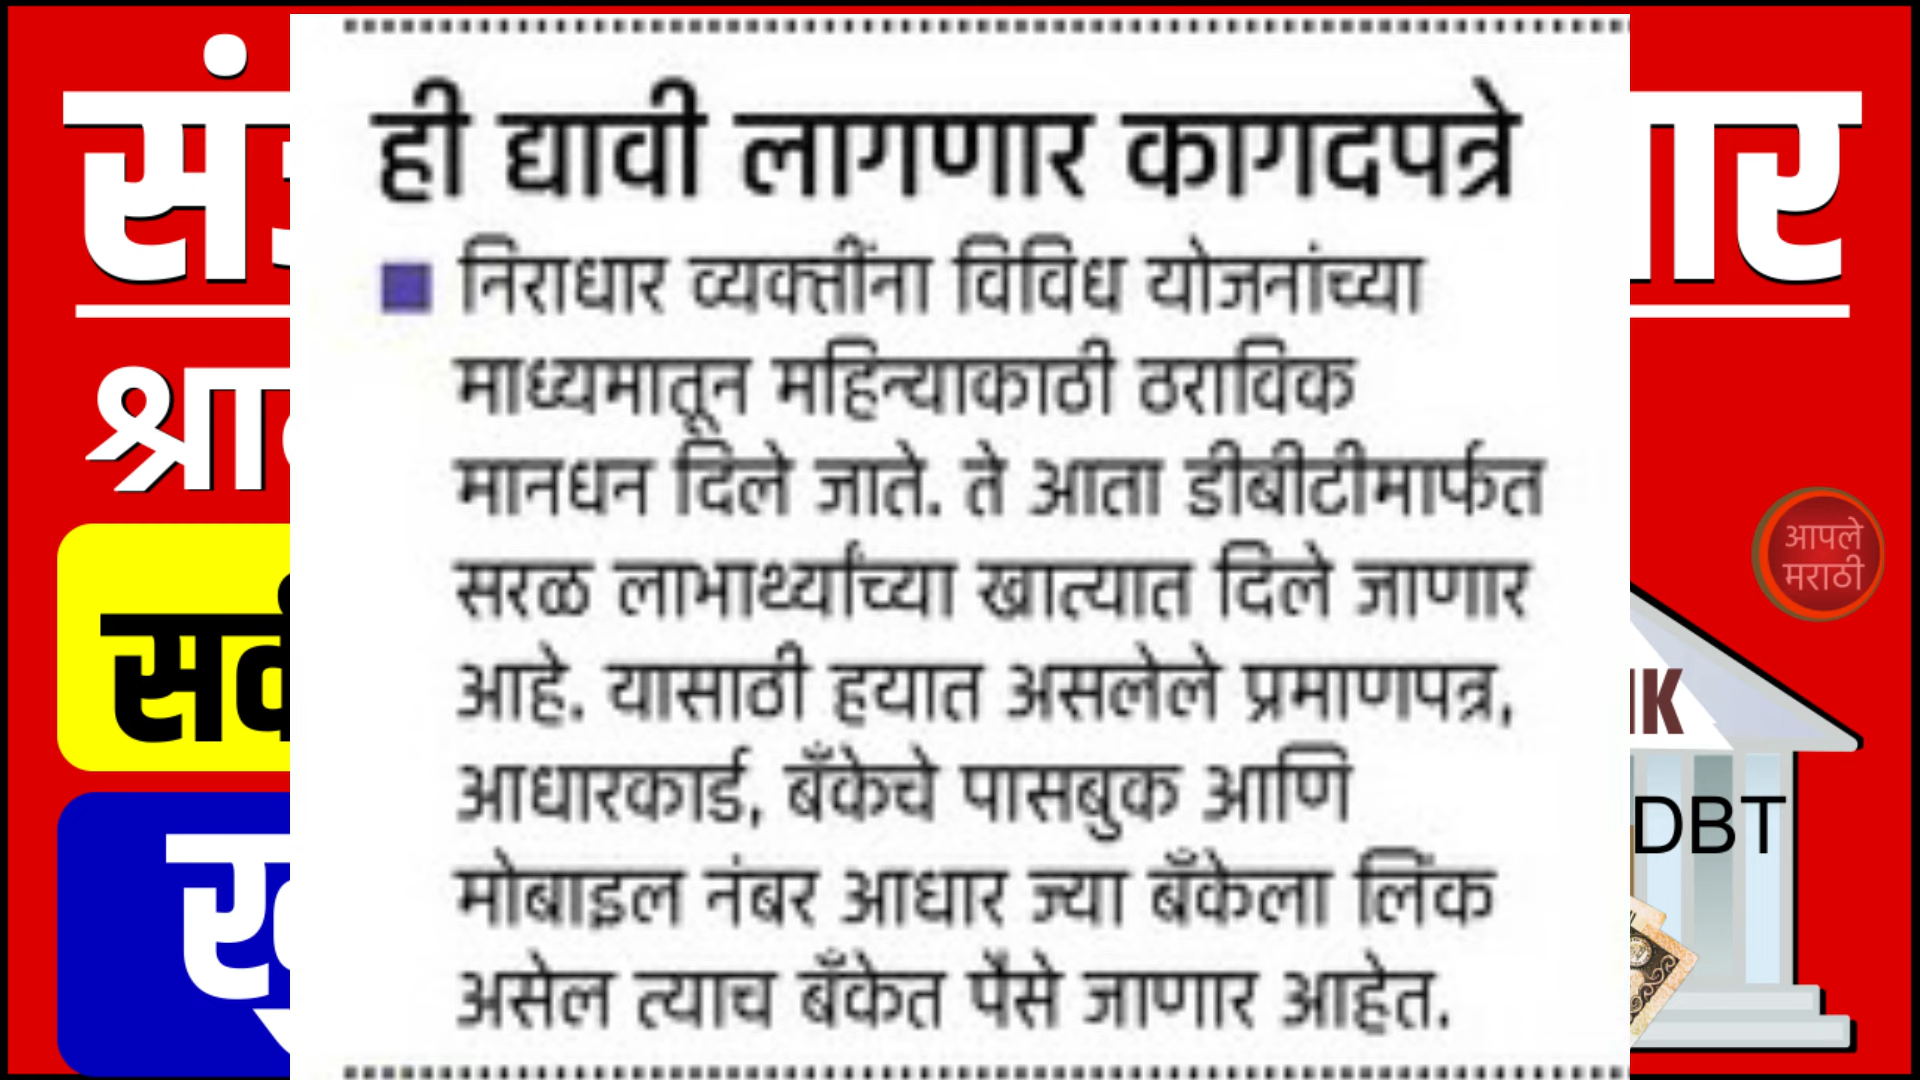 ही द्यावी लागणार कागदपत्रे
निराधार व्यक्तींना विविध योजनांच्या
माध्यमातून महिन्याकाठी ठराविक
मानधन दिले जाते. ते आता डीबीटीमार्फत
सरळ लाभार्थ्यांच्या खात्यात दिले जाणार
आहे. यासाठी हयात असलेले प्रमाणपत्र,
आधारकार्ड, बँकेचे पासबुक आणि
मोबाइल नंबर आधार ज्या बँकेला लिंक
असेल त्याच बँकेत पैसे जाणार आहेत.
आपले
मराठी
DBT